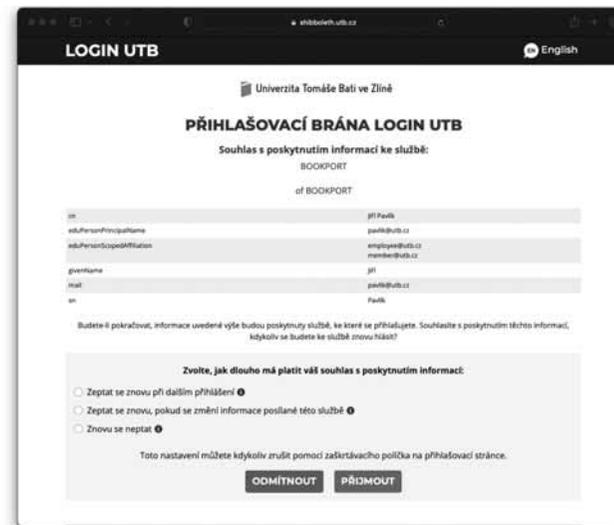 shibboleth.utb.cz
LOGIN UTB
EN English
Univerzita Tomáše Bati ve Zlíně
PŘIHLAŠOVACÍ BRÁNA LOGIN UTB
Souhlas s poskytnutím informací ke službě:
BOOKPORT
of BOOKPORT
cn Jiří Pavlík
eduPersonPrincipalName pavlik@utb.cz
eduPersonScopedAffiliation employee@utb.cz
member@utb.cz
givenName Jiří
mail pavlik@utb.cz
sn Pavlík
Budete-li pokračovat, informace uvedené výše budou poskytnuty službě, ke které se přihlašujete. Souhlasíte s poskytnutím těchto informací,
kdykoliv se budete ke službě znovu hlásit?
Zvolte, jak dlouho má platit váš souhlas s poskytnutím informací:
Zeptat se znovu při dalším přihlášení
Zeptat se znovu, pokud se změní informace posílané této službě
Znovu se neptat
Toto nastavení můžete kdykoliv zrušit pomocí zaškrtávacího políčka na přihlašovací stránce.
ODMÍTNOUT PŘIJMOUT